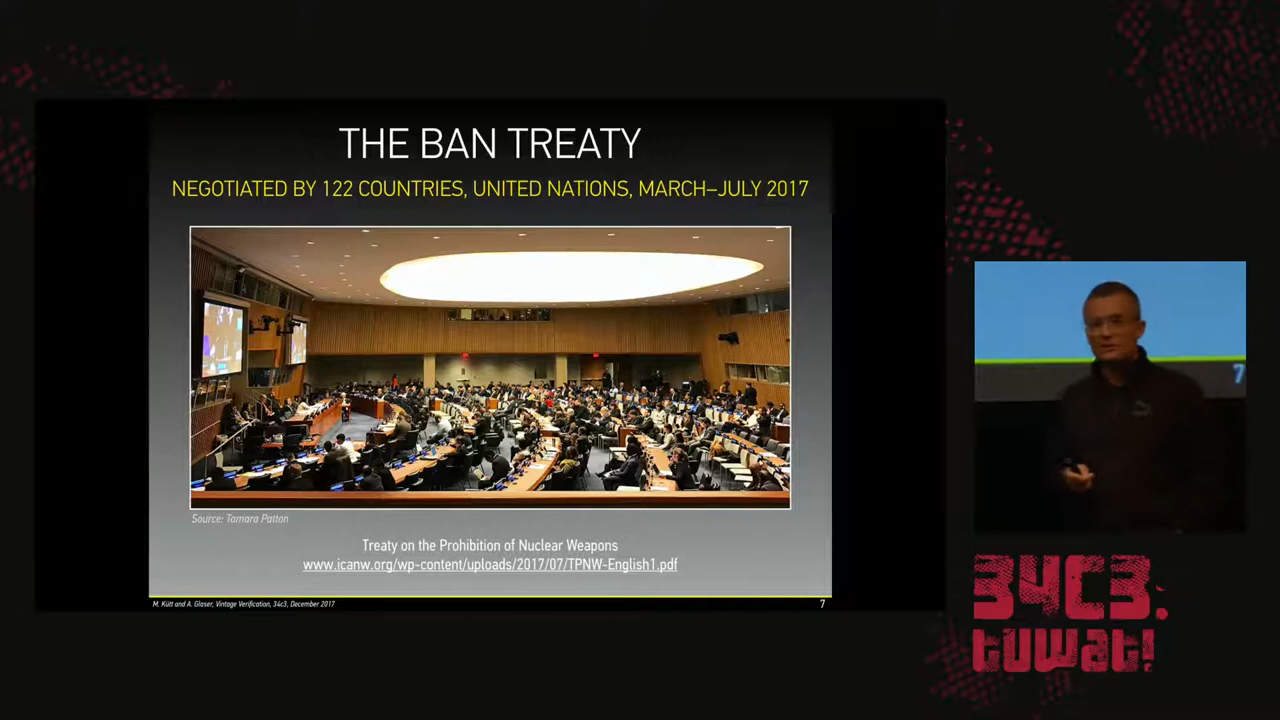 THE BAN TREATY
NEGOTIATED BY 122 COUNTRIES, UNITED NATIONS, MARCH–JULY 2017
Source: Tamara Patton
Treaty on the Prohibition of Nuclear Weapons
www.icanw.org/wp-content/uploads/2017/07/TPNW-English1.pdf
M. Kütt and A. Glaser, Vintage Verification, 34c3, December 2017
7
7
34C3:
tuwat!